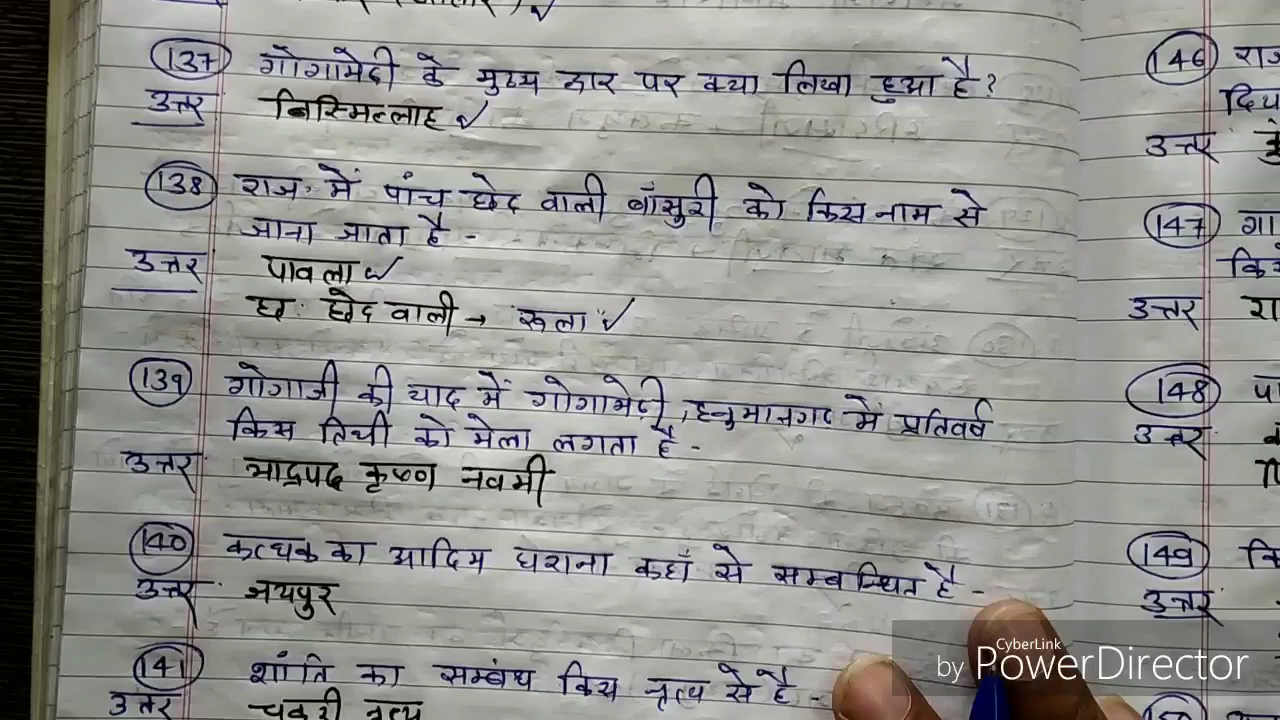 (137) गोगामेडी के मुख्य द्वार पर क्या लिखा हुआ है?
उत्तर बिस्मिल्लाह ✓
(138) राज. में पांच छेद वाली बाँसुरी को किस नाम से
जाना जाता है -
उत्तर पावला ✓
छः छेद वाली → रूला ✓
(139) गोगाजी की याद में गोगामेड़ी, हनुमानगढ में प्रतिवर्ष
किस तिथी को मेला लगता है -
उत्तर भाद्रपद कृष्ण नवमी
(140) कत्थक का आदिम घराना कहाँ से सम्बन्धित है -
उत्तर जयपुर
(141) शांति का सम्बंध किस नृत्य से है -
उत्तर चकरी नृत्य
(146)
उत्तर
(147) गा
उत्तर रा
(148) पा
उत्तर
(149) कि
उत्तर
CyberLink
by PowerDirector